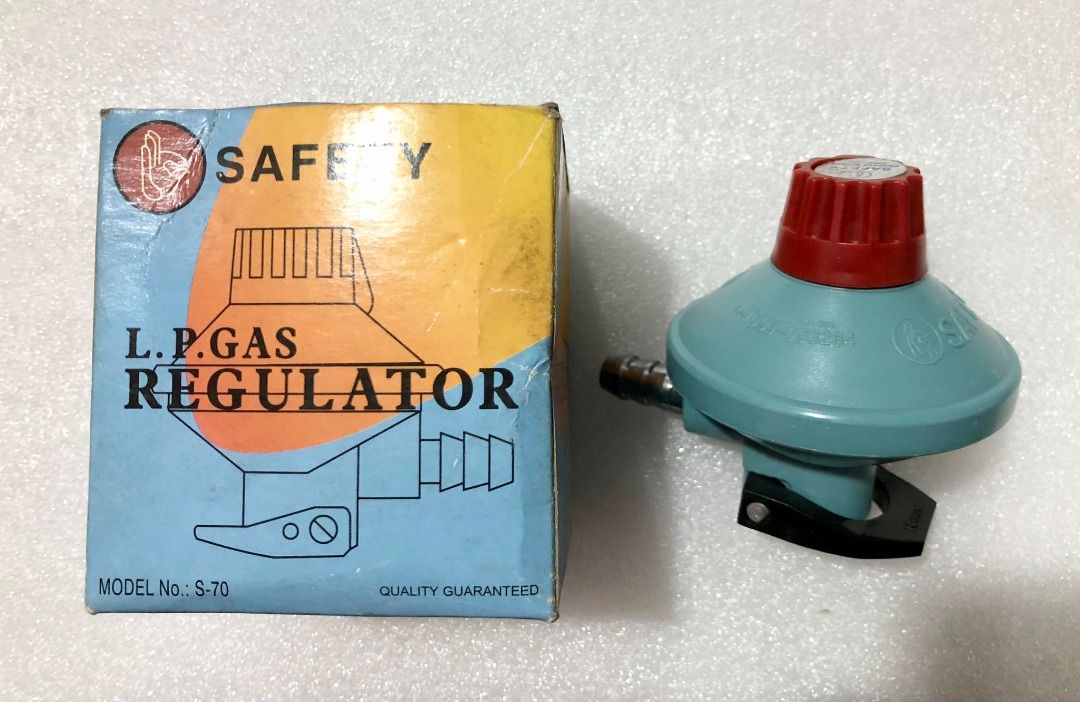 SAFETY
L.P.GAS
REGULATOR
MODEL No.: S-70
QUALITY GUARANTEED